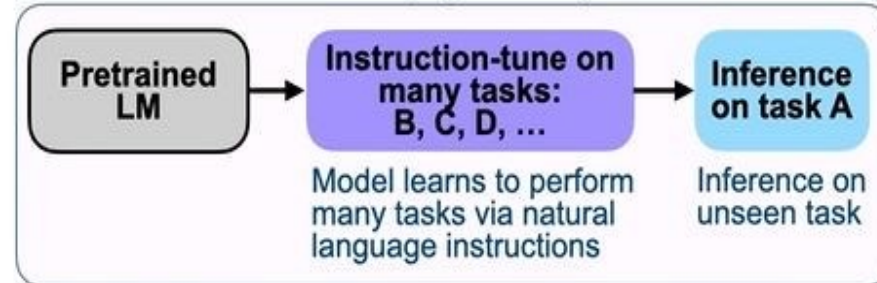 Pretrained
LM
Instruction-tune on
many tasks:
B, C, D, ...
Inference
on task A
Model learns to perform
many tasks via natural
language instructions
Inference on
unseen task